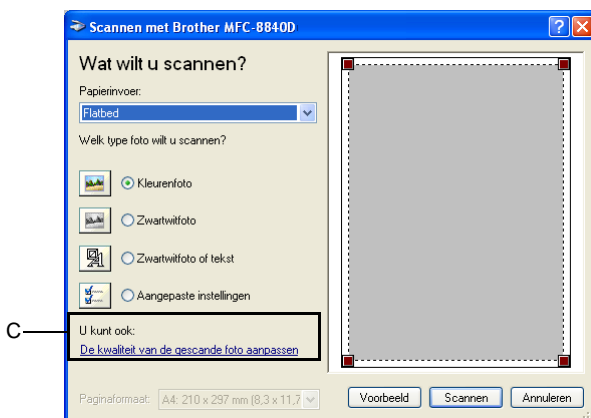 Scannen met Brother MFC-8840D
Wat wilt u scannen?
Papierinvoer:
Flatbed
Welk type foto wilt u scannen?
Kleurenfoto
Zwartwitfoto
Zwartwitfoto of tekst
Aangepaste instellingen
C
U kunt ook:
De kwaliteit van de gescande foto aanpassen
Paginaformaat: A4: 210 x 297 mm (8,3 x 11,7
Voorbeeld Scannen Annuleren